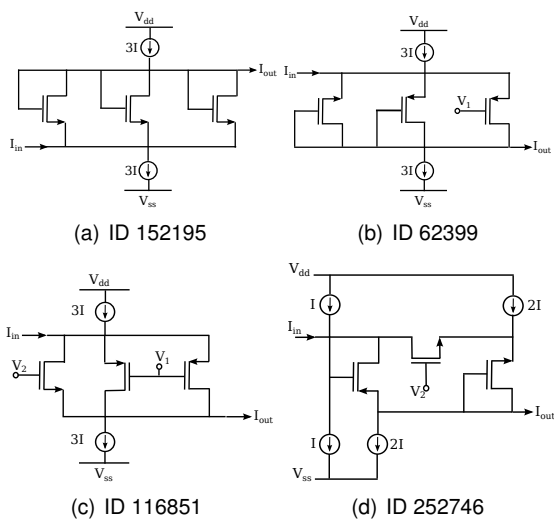 V_dd
3I
I_out
I_in
3I
V_ss
(a) ID 152195
V_dd
3I
I_in
V_1
I_out
3I
V_ss
(b) ID 62399
V_dd
3I
I_in
V_2
V_1
I_out
3I
V_ss
(c) ID 116851
V_dd
I
2I
I_in
V_2
I_out
I
2I
V_ss
(d) ID 252746